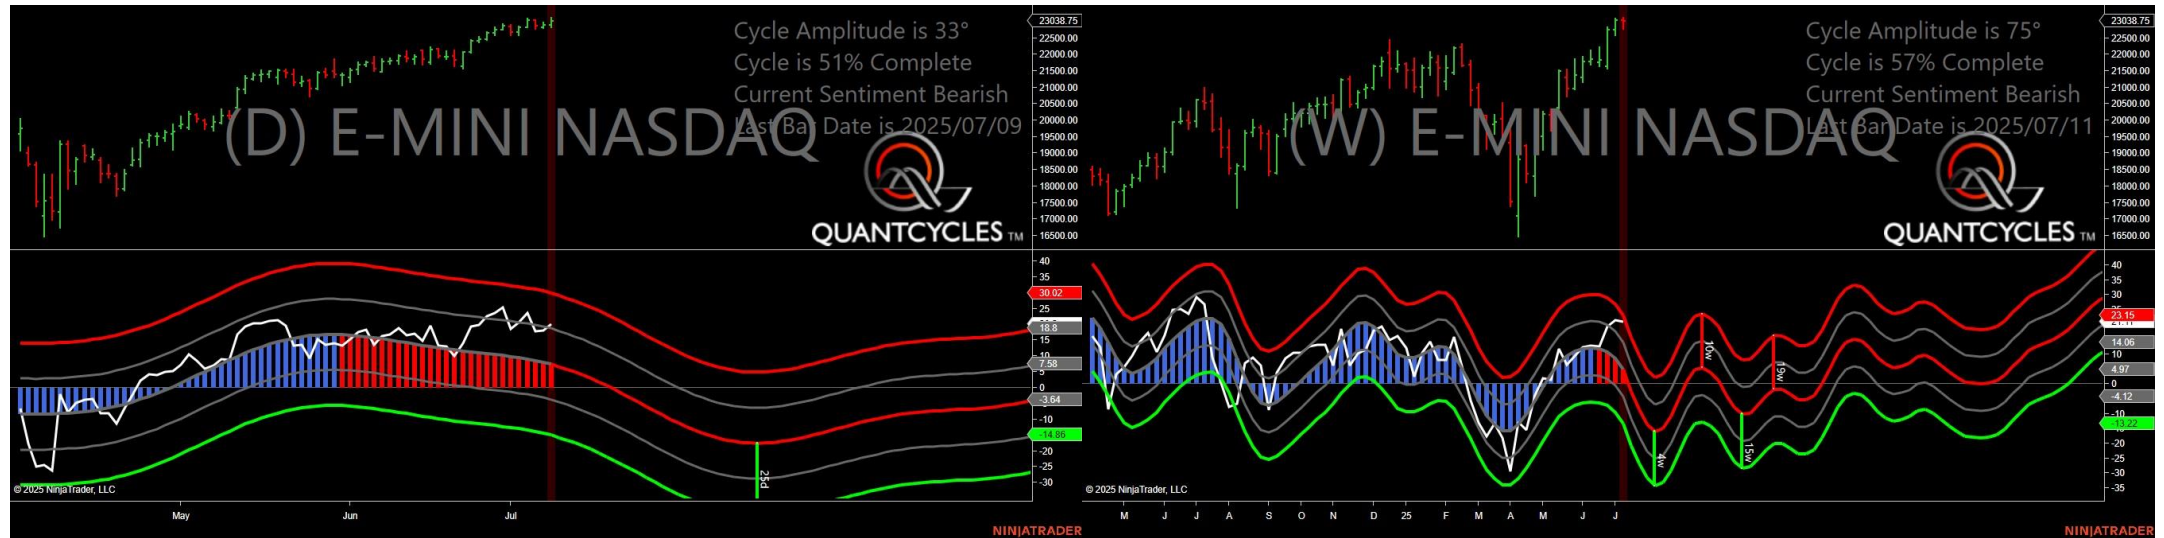 Cycle Amplitude is 33°
Cycle is 51% Complete
Current Sentiment Bearish
Last Bar Date is 2025/07/09
(D) E-MINI NASDAQ
QUANTCYCLES TM
23038.75
22500.00
22000.00
21500.00
21000.00
20500.00
20000.00
19500.00
19000.00
18500.00
18000.00
17500.00
17000.00
16500.00
40
35
30.02
25
18.8
15
10
7.58
5
0
-3.64
-10
-14.86
-20
-25
-30
25d
© 2025 NinjaTrader, LLC
May
Jun
Jul
NINJATRADER
Cycle Amplitude is 75°
Cycle is 57% Complete
Current Sentiment Bearish
Last Bar Date is 2025/07/11
(W) E-MINI NASDAQ
QUANTCYCLES TM
23038.75
22500.00
22000.00
21500.00
21000.00
20500.00
20000.00
19500.00
19000.00
18500.00
18000.00
17500.00
17000.00
16500.00
40
35
30
23.15
14.06
10
4.97
0
-4.12
-10
-13.22
-20
-25
-30
-35
10w
19w
4w
15w
© 2025 NinjaTrader, LLC
M
J
J
A
S
O
N
D
25
F
M
A
M
J
J
NINJATRADER